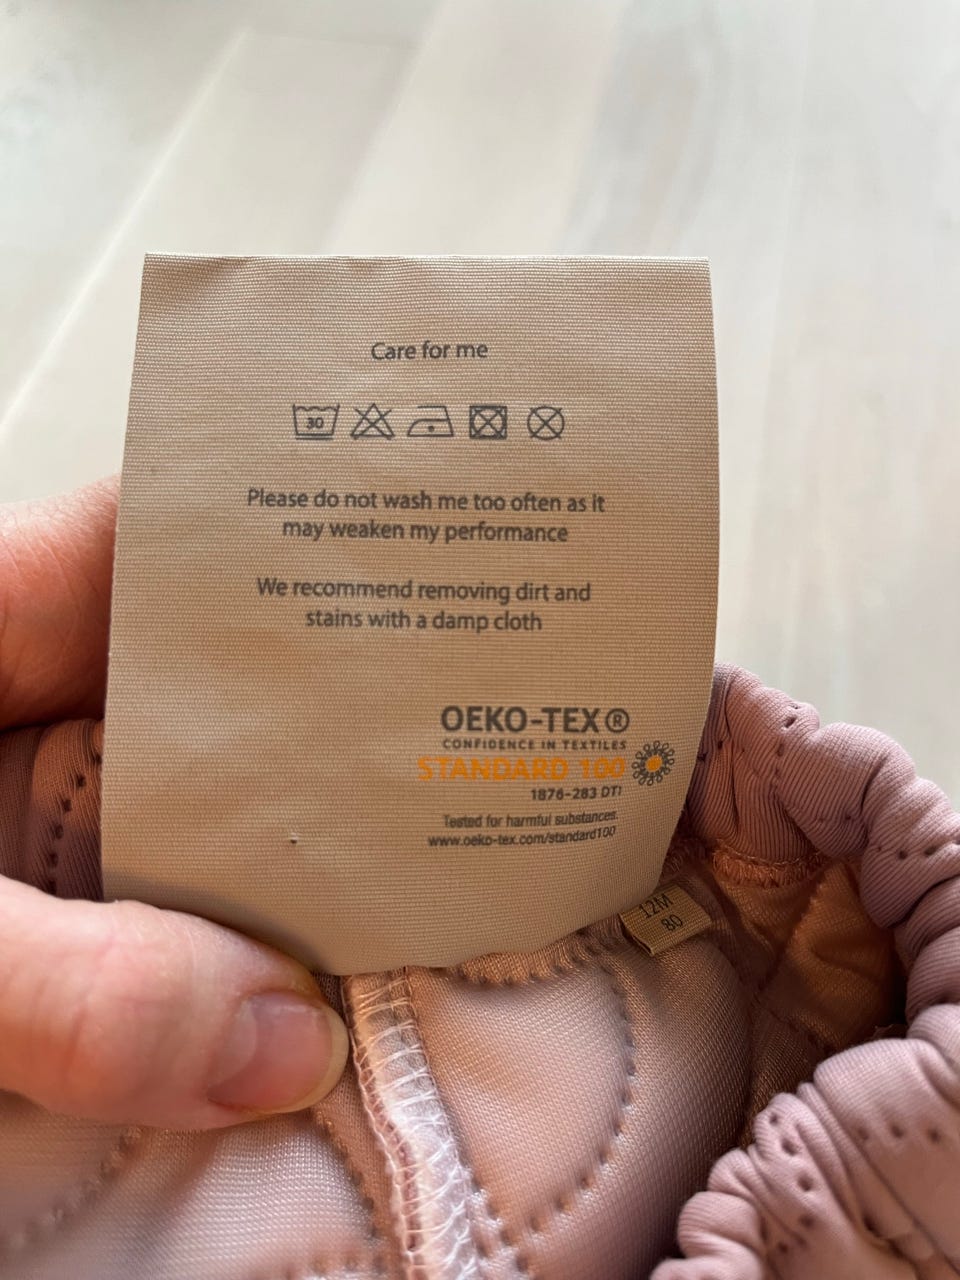 Care for me
30
Please do not wash me too often as it
may weaken my performance
We recommend removing dirt and
stains with a damp cloth
OEKO-TEX®
CONFIDENCE IN TEXTILES
STANDARD 100
1876-283 DTI
Tested for harmful substances.
www.oeko-tex.com/standard100
12M
80